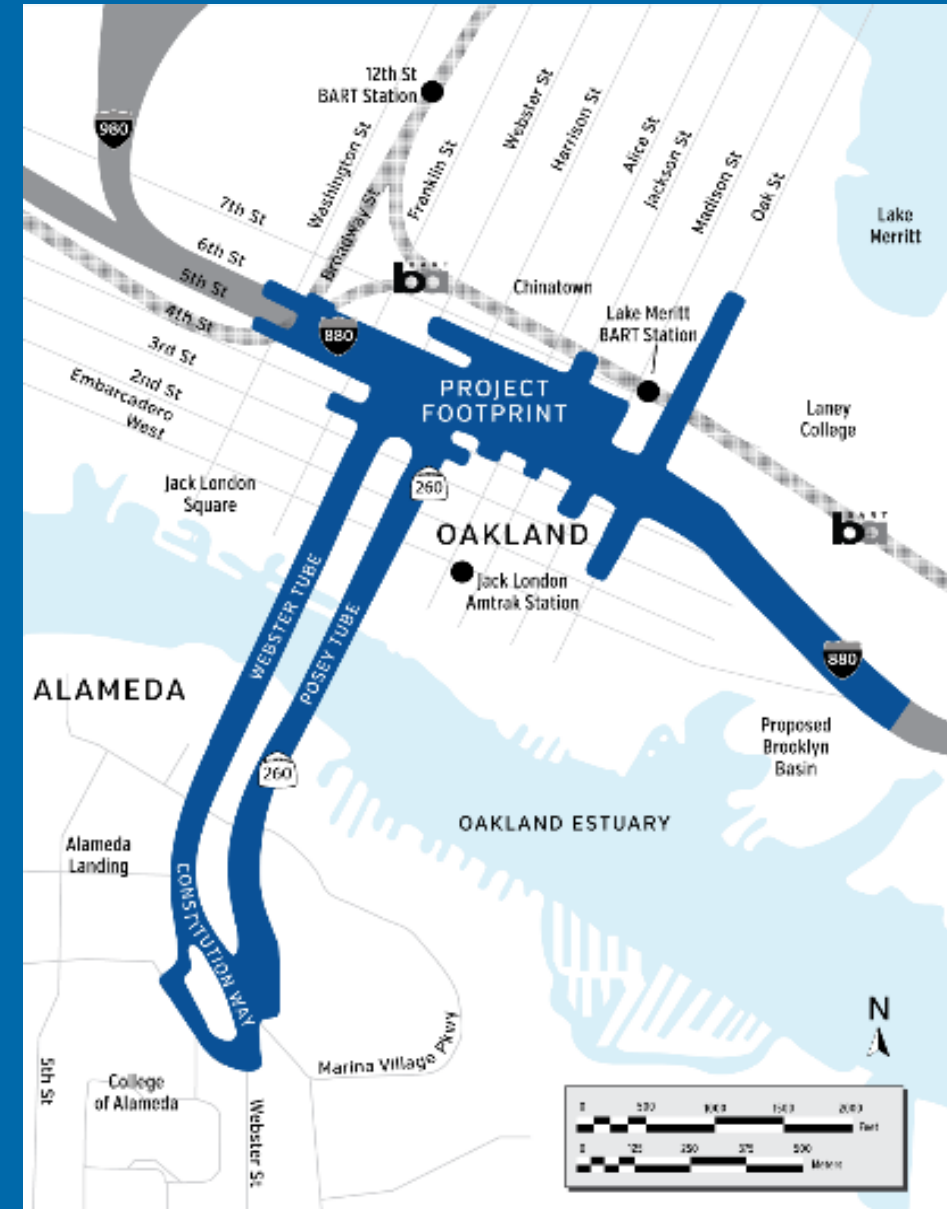 12th St
BART Station
980
Washington St
Broadway St
Franklin St
Webster St
Harrison St
Alice St
Jackson St
Madison St
Oak St
Lake
Merritt
7th St
6th St
5th St
4th St
3rd St
2nd St
Embarcadero
West
BART
ba
Chinatown
880
Lake Meritt
BART Station
PROJECT
FOOTPRINT
Laney
College
Jack London
Square
260
BART
ba
OAKLAND
Jack London
Amtrak Station
WEBSTER TUBE
POSEY TUBE
880
ALAMEDA
Proposed
Brooklyn
Basin
260
OAKLAND ESTUARY
Alameda
Landing
CONSTITUTION WAY
N
Marina Village Pkwy
5th St
College
of Alameda
Webster St.
0 500 1000 1500 2000
Feet
0 125 250 375 500
Meters